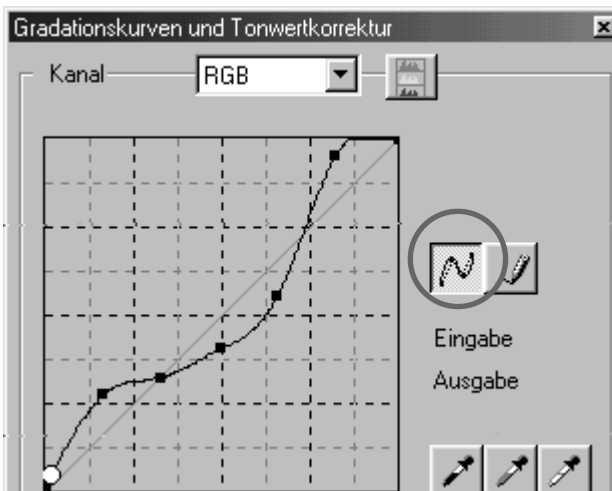 Gradationskurven und Tonwertkorrektur
Kanal RGB
Eingabe
Ausgabe